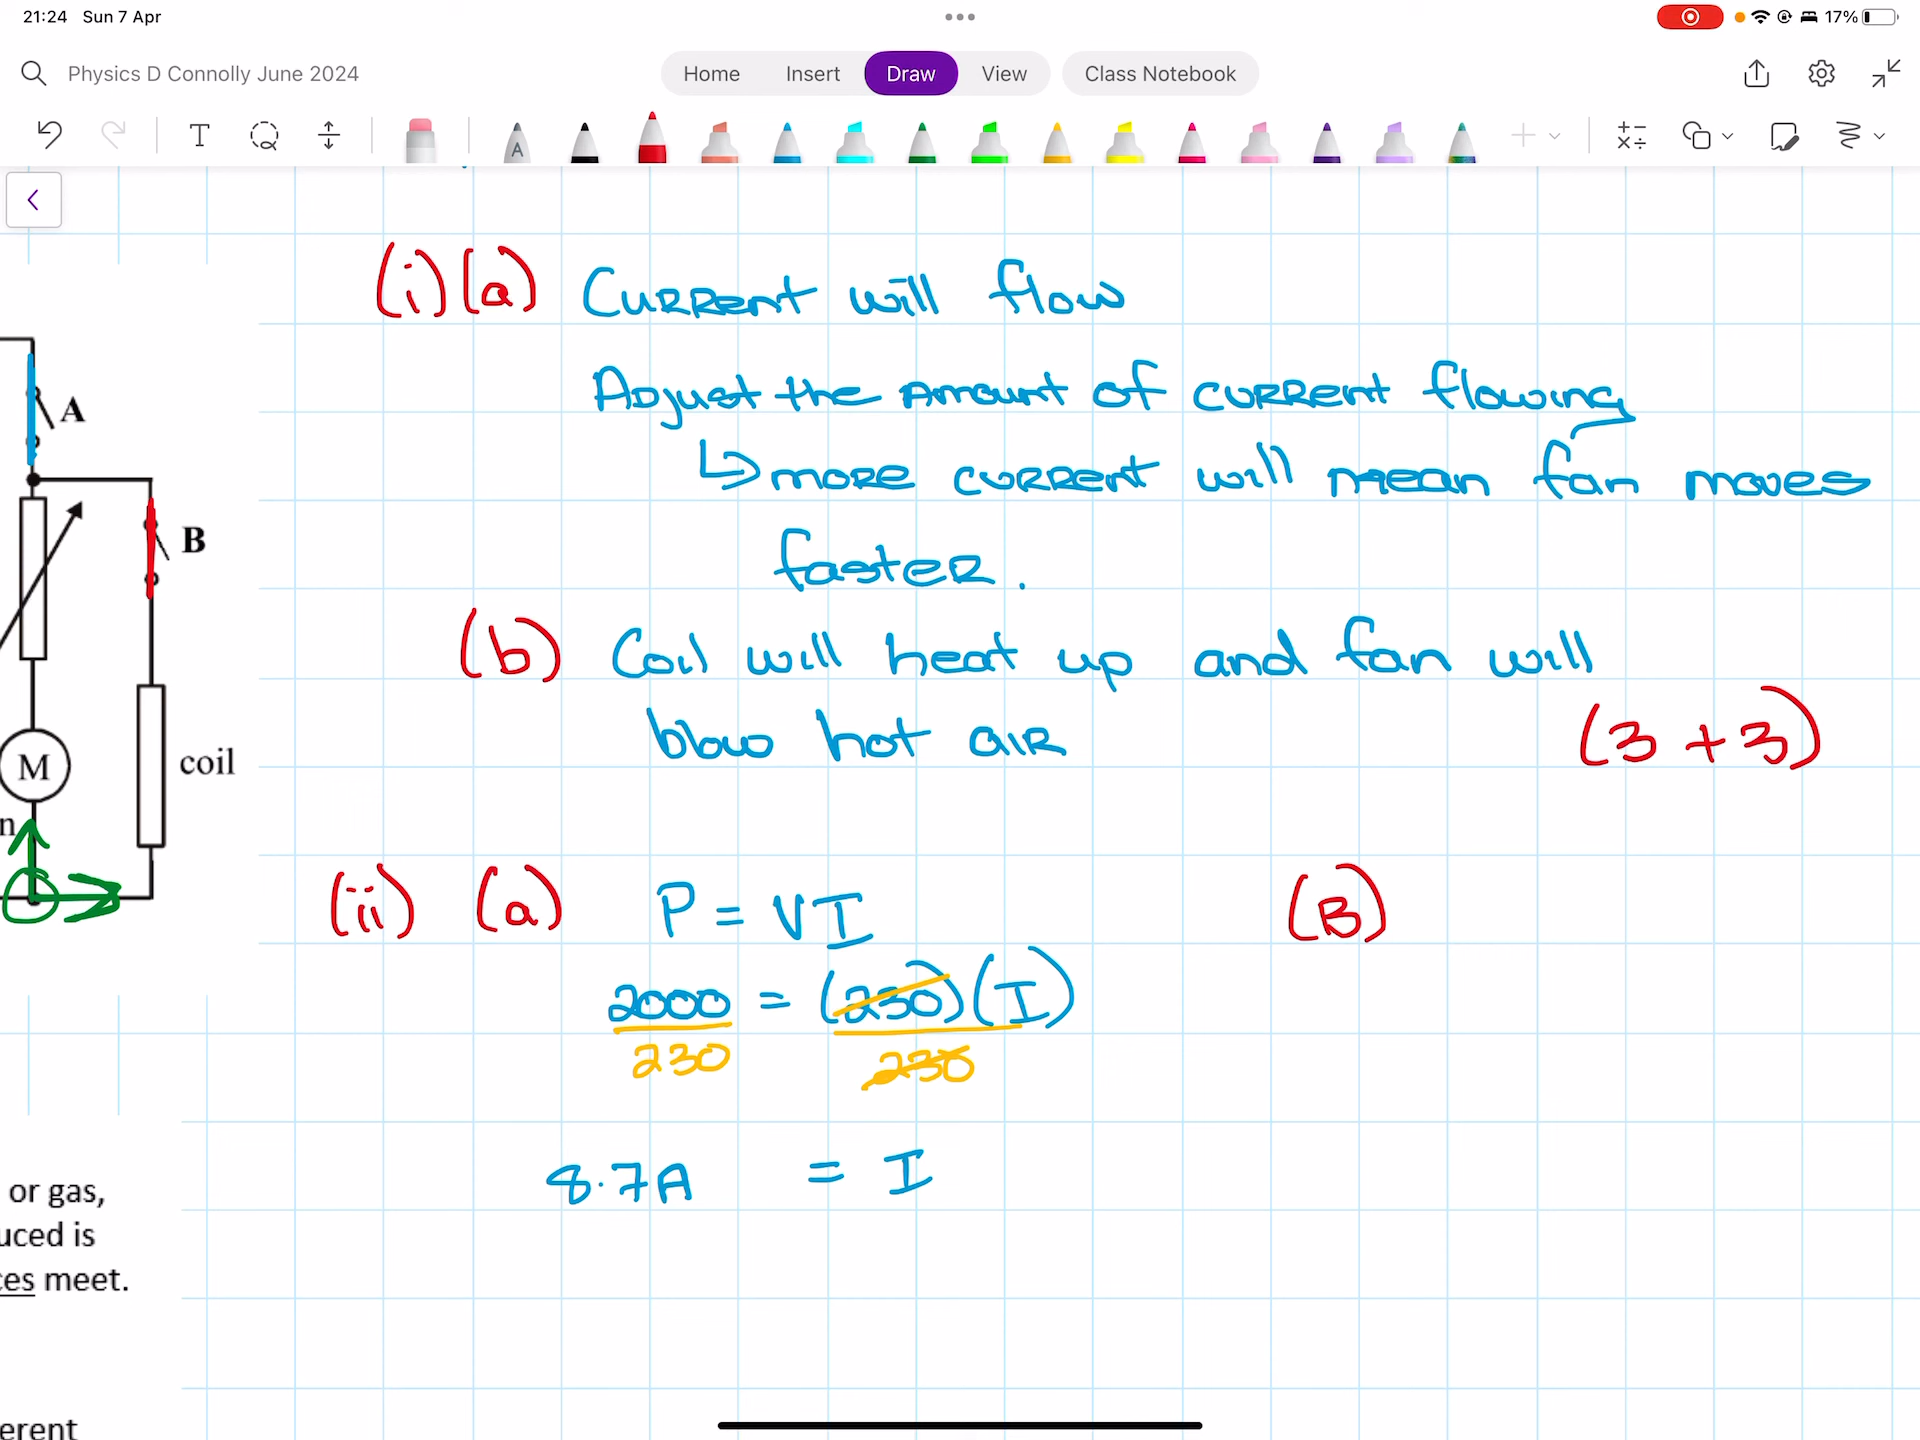 21:24 Sun 7 Apr
17%
Physics D Connolly June 2024
Home Insert Draw View Class Notebook
T
A
(i) (a) Current will flow
Adjust the amount of current flowing
↳ more current will mean fan moves
faster.
(b) Coil will heat up and fan will
blow hot air
(3 + 3)
A
B
M
coil
n
(ii) (a) P = VI
(B)
2000 = (230)(I)
230 230
8.7A = I
or gas,
uced is
ces meet.
erent